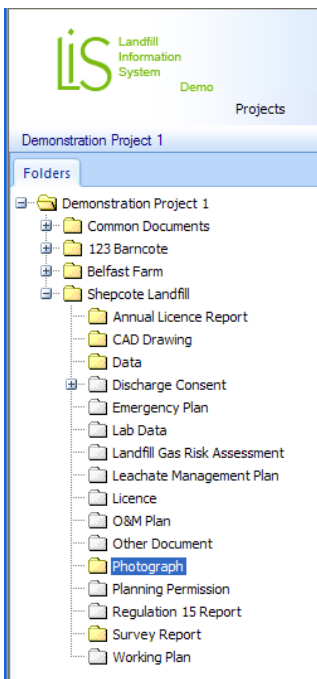 LIS
Landfill
Information
System
Demo
Projects
Demonstration Project 1
Folders
Demonstration Project 1
Common Documents
123 Barncote
Belfast Farm
Shepcote Landfill
Annual Licence Report
CAD Drawing
Data
Discharge Consent
Emergency Plan
Lab Data
Landfill Gas Risk Assessment
Leachate Management Plan
Licence
O&M Plan
Other Document
Photograph
Planning Permission
Regulation 15 Report
Survey Report
Working Plan